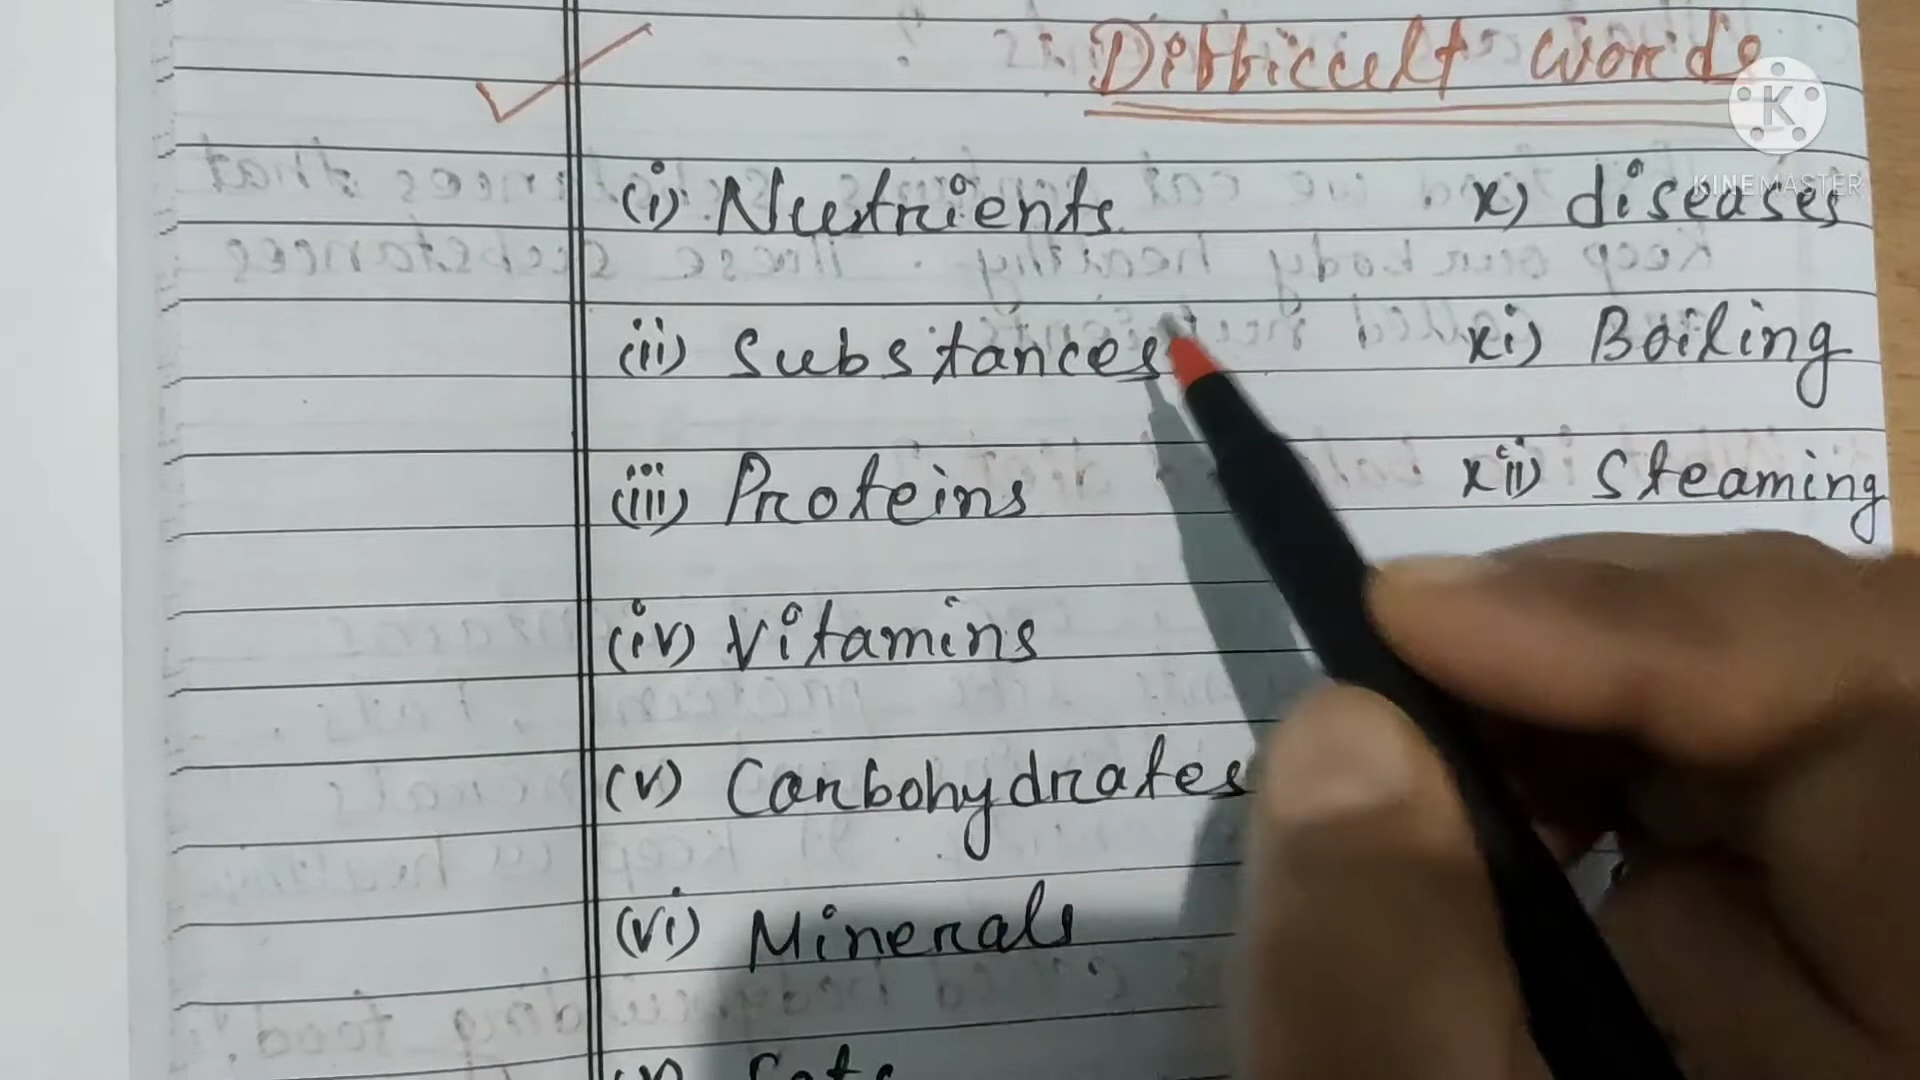 Difficult words
(i) Nutrients
x) diseases
(ii) Substances
xi) Boiling
(iii) Proteins
xii) Steaming
(iv) Vitamins
(v) Carbohydrates
(vi) Minerals
K
KINEMASTER